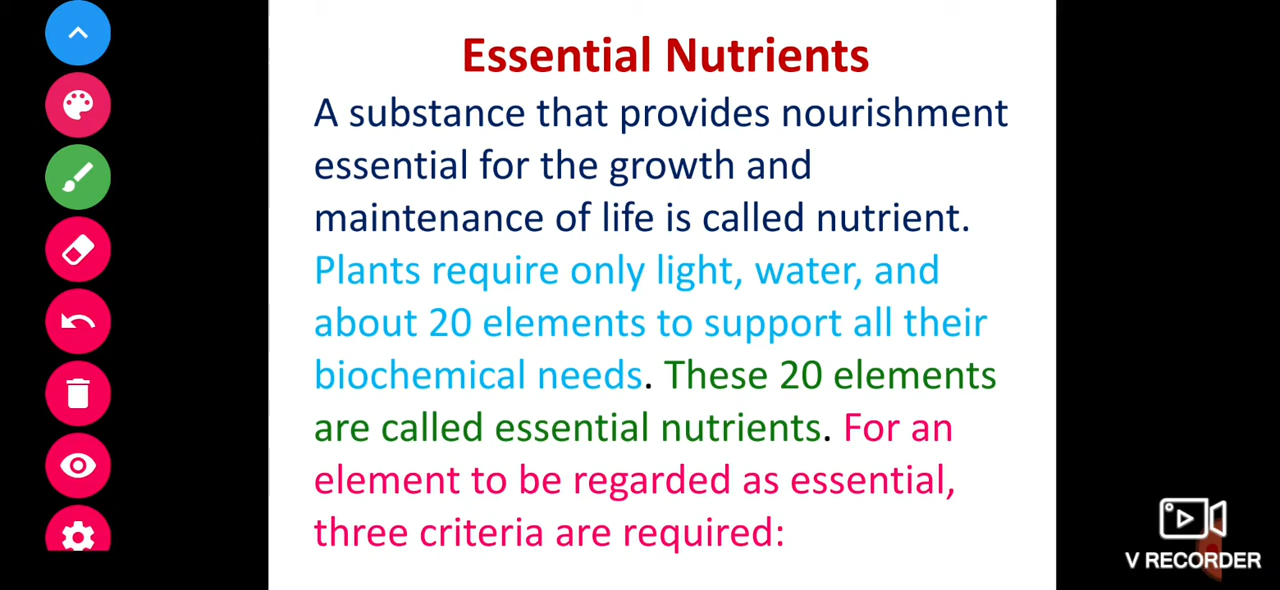 Essential Nutrients
A substance that provides nourishment
essential for the growth and
maintenance of life is called nutrient.
Plants require only light, water, and
about 20 elements to support all their
biochemical needs. These 20 elements
are called essential nutrients. For an
element to be regarded as essential,
three criteria are required:
V RECORDER